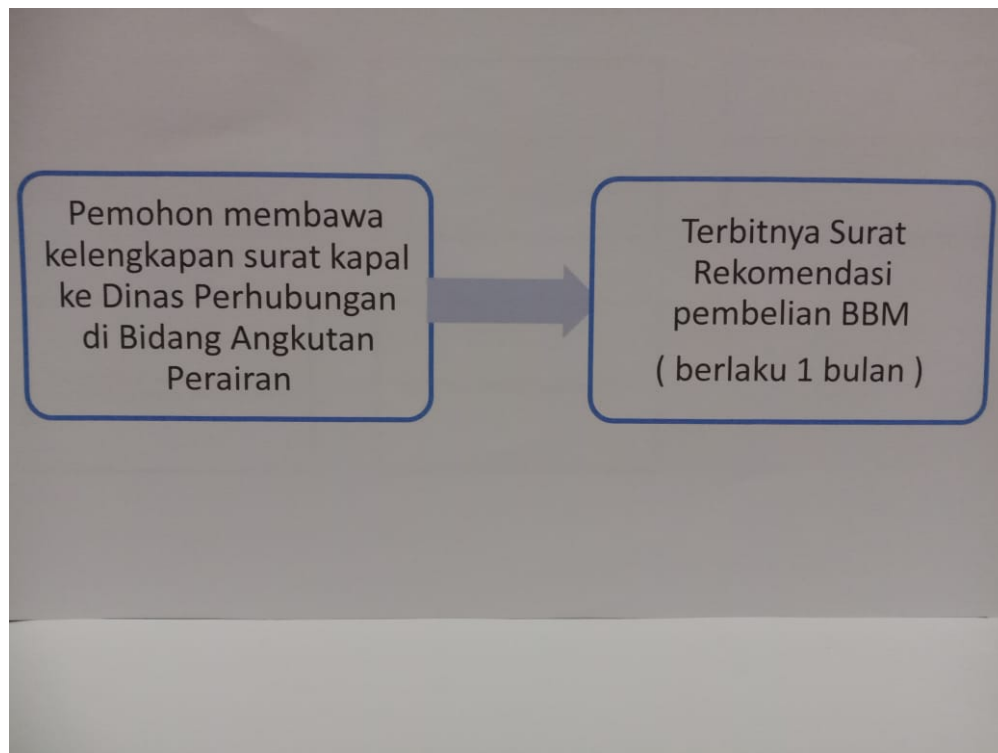 Pemohon membawa
kelengkapan surat kapal
ke Dinas Perhubungan
di Bidang Angkutan
Perairan
Terbitnya Surat
Rekomendasi
pembelian BBM
( berlaku 1 bulan )